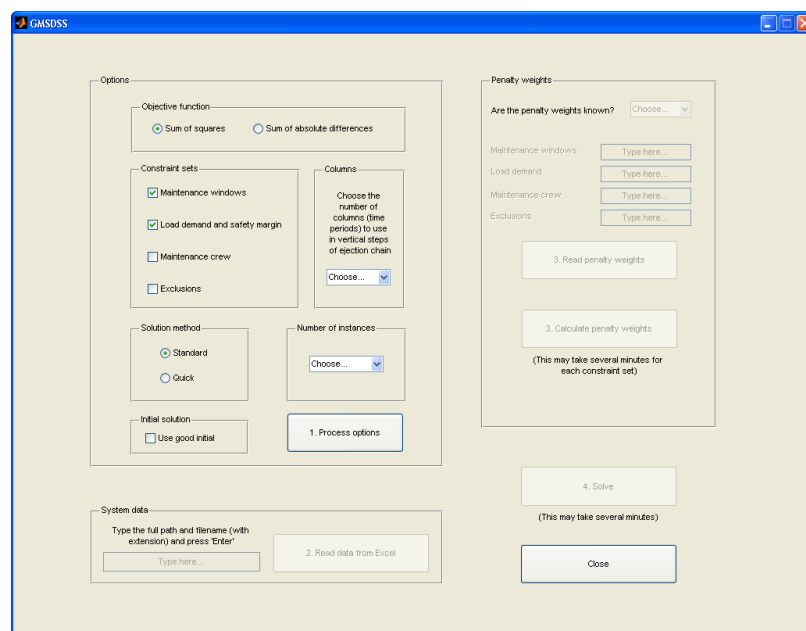 GMSDSS
Options
Objective function
Sum of squares
Sum of absolute differences
Constraint sets
Maintenance windows
Load demand and safety margin
Maintenance crew
Exclusions
Columns
Choose the
number of
columns (time
periods) to use
in vertical steps
of ejection chain
Choose...
Solution method
Standard
Quick
Number of instances
Choose...
Initial solution
Use good initial
1. Process options
System data
Type the full path and filename (with
extension) and press 'Enter'
Type here...
2. Read data from Excel
Penalty weights
Are the penalty weights known?
Choose...
Maintenance windows
Type here...
Load demand
Type here...
Maintenance crew
Type here...
Exclusions
Type here...
3. Read penalty weights
3. Calculate penalty weights
(This may take several minutes for
each constraint set)
4. Solve
(This may take several minutes)
Close